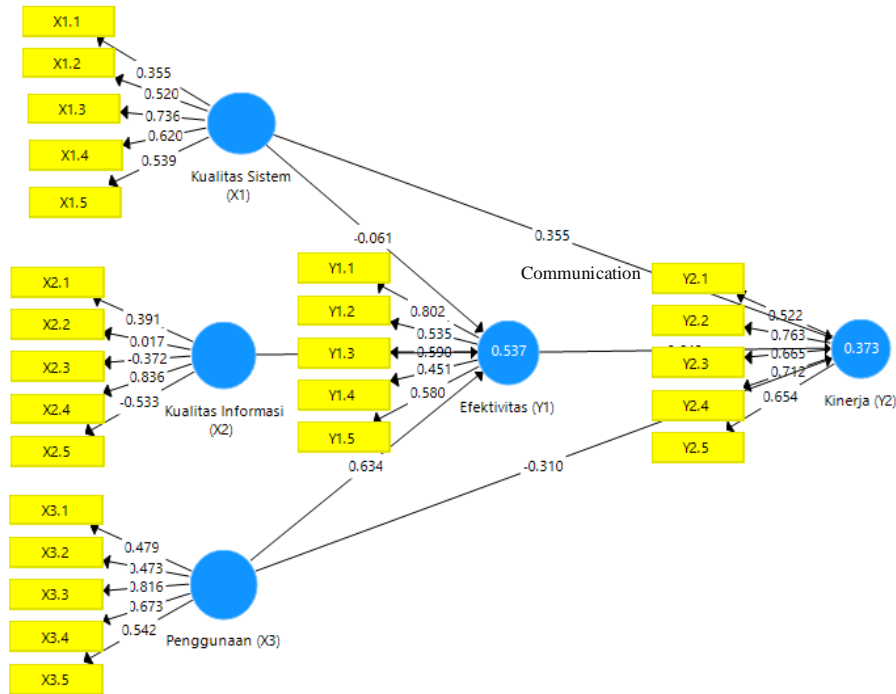 X1.1
X1.2
X1.3
X1.4
X1.5
0.355
0.520
0.736
0.620
0.539
Kualitas Sistem
(X1)
-0.061
0.355
Communication
X2.1
X2.2
X2.3
X2.4
X2.5
0.391
0.017
-0.372
0.836
-0.533
Kualitas Informasi
(X2)
Y1.1
Y1.2
Y1.3
Y1.4
Y1.5
0.802
0.535
0.590
0.451
0.580
0.537
Efektivitas (Y1)
Y2.1
Y2.2
Y2.3
Y2.4
Y2.5
0.522
0.763
0.665
0.712
0.654
0.373
Kinerja (Y2)
0.634
-0.310
X3.1
X3.2
X3.3
X3.4
X3.5
0.479
0.473
0.816
0.673
0.542
Penggunaan (X3)